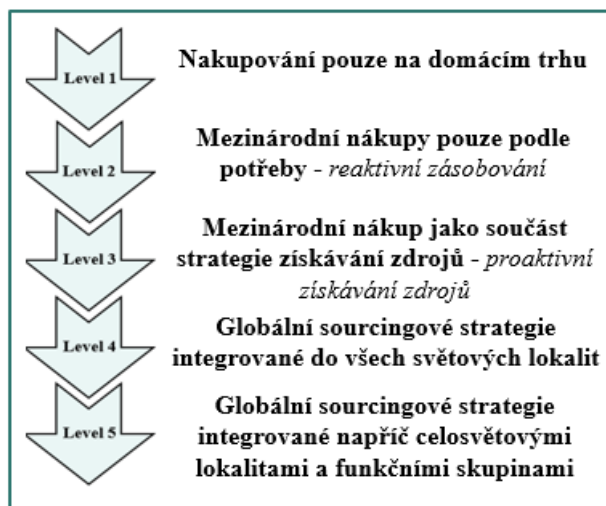 Level 1
Nakupování pouze na domácím trhu
Level 2
Mezinárodní nákupy pouze podle
potřeby - reaktivní zásobování
Level 3
Mezinárodní nákup jako součást
strategie získávání zdrojů - proaktivní
získávání zdrojů
Level 4
Globální sourcingové strategie
integrované do všech světových lokalit
Level 5
Globální sourcingové strategie
integrované napříč celosvětovými
lokalitami a funkčními skupinami